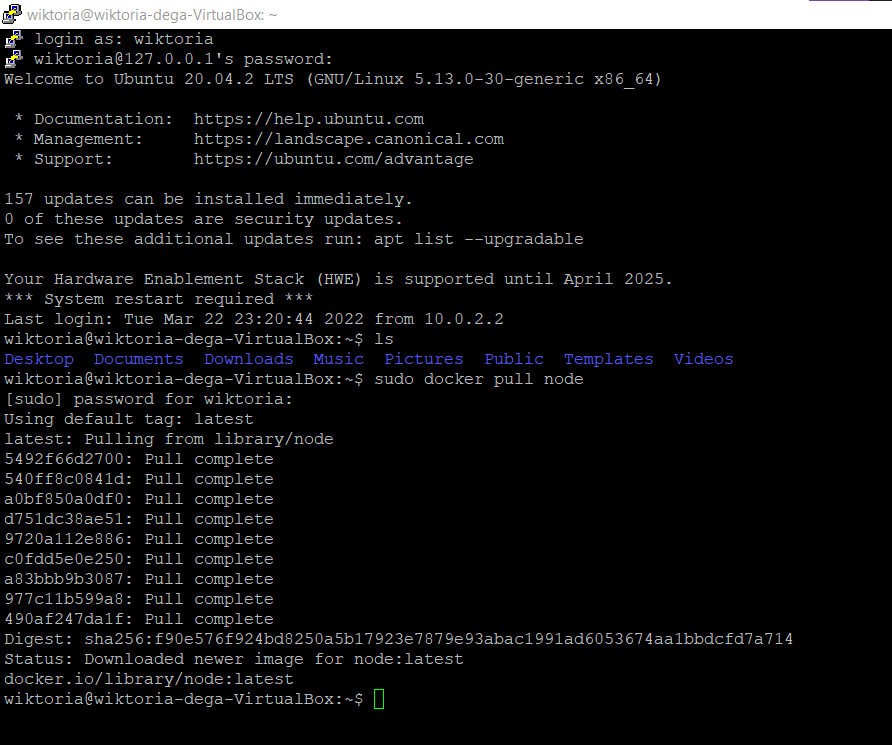 wiktoria@wiktoria-dega-VirtualBox: ~
login as: wiktoria
wiktoria@127.0.0.1's password:
Welcome to Ubuntu 20.04.2 LTS (GNU/Linux 5.13.0-30-generic x86_64)
* Documentation:  https://help.ubuntu.com
* Management:     https://landscape.canonical.com
* Support:        https://ubuntu.com/advantage
157 updates can be installed immediately.
0 of these updates are security updates.
To see these additional updates run: apt list --upgradable
Your Hardware Enablement Stack (HWE) is supported until April 2025.
*** System restart required ***
Last login: Tue Mar 22 23:20:44 2022 from 10.0.2.2
wiktoria@wiktoria-dega-VirtualBox:~$ ls
Desktop  Documents  Downloads  Music  Pictures  Public  Templates  Videos
wiktoria@wiktoria-dega-VirtualBox:~$ sudo docker pull node
[sudo] password for wiktoria:
Using default tag: latest
latest: Pulling from library/node
5492f66d2700: Pull complete
540ff8c0841d: Pull complete
a0bf850a0df0: Pull complete
d751dc38ae51: Pull complete
9720a112e886: Pull complete
c0fdd5e0e250: Pull complete
a83bbb9b3087: Pull complete
977c11b599a8: Pull complete
490af247da1f: Pull complete
Digest: sha256:f90e576f924bd8250a5b17923e7879e93abac1991ad6053674aa1bbdcfd7a714
Status: Downloaded newer image for node:latest
docker.io/library/node:latest
wiktoria@wiktoria-dega-VirtualBox:~$